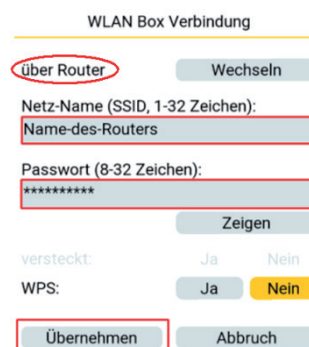 WLAN Box Verbindung
über Router Wechseln
Netz-Name (SSID, 1-32 Zeichen):
Name-des-Routers
Passwort (8-32 Zeichen):
**********
Zeigen
versteckt: Ja Nein
WPS: Ja Nein
Übernehmen Abbruch